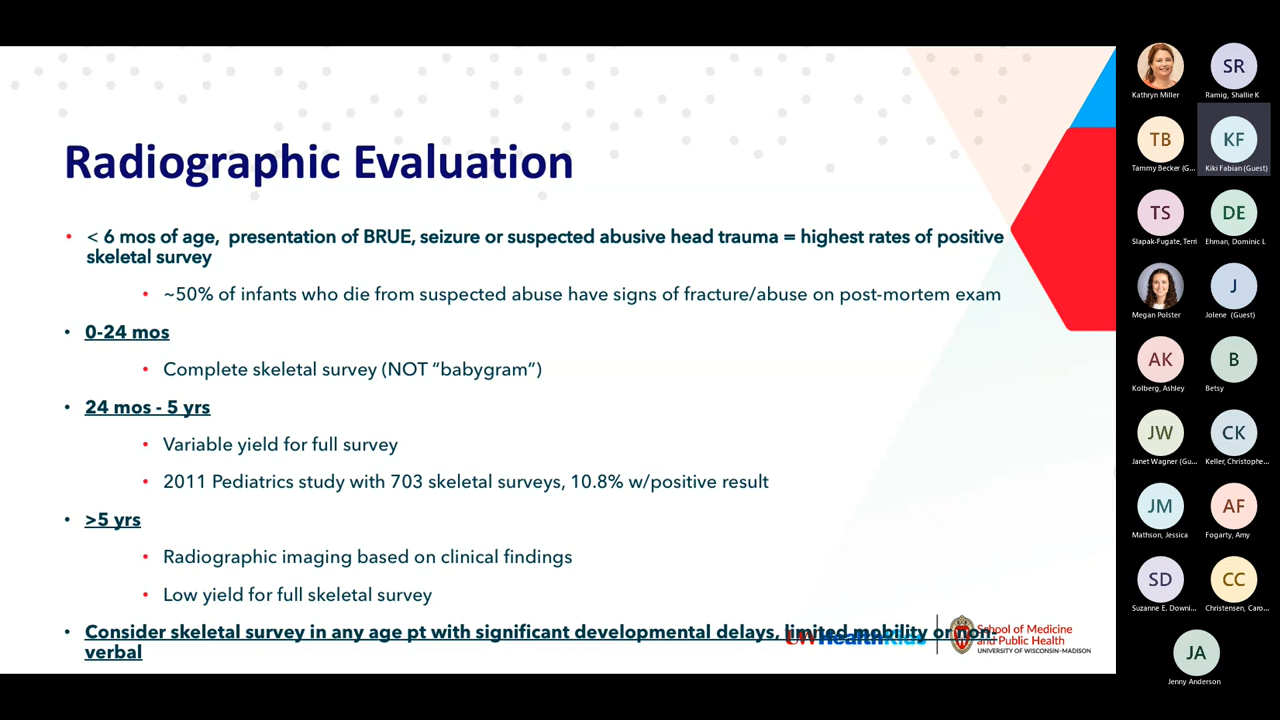 Radiographic Evaluation
< 6 mos of age, presentation of BRUE, seizure or suspected abusive head trauma = highest rates of positive
skeletal survey
~50% of infants who die from suspected abuse have signs of fracture/abuse on post-mortem exam
0-24 mos
Complete skeletal survey (NOT “babygram”)
24 mos - 5 yrs
Variable yield for full survey
2011 Pediatrics study with 703 skeletal surveys, 10.8% w/positive result
>5 yrs
Radiographic imaging based on clinical findings
Low yield for full skeletal survey
Consider skeletal survey in any age pt with significant developmental delays, limited mobility or non-
verbal
UWHealthKids
School of Medicine
and Public Health
UNIVERSITY OF WISCONSIN-MADISON
Kathryn Miller
SR
Ramig, Shallie K
TB
Tammy Becker (G...
KF
Kiki Fabian (Guest)
TS
Slapak-Fugate, Terri
DE
Ehman, Dominic L
Megan Polster
J
Jolene (Guest)
AK
Kolberg, Ashley
B
Betsy
JW
Janet Wagner (Gu...
CK
Keller, Christophe...
JM
Mathson, Jessica
AF
Fogarty, Amy
SD
Suzanne E. Downi...
CC
Christensen, Caro...
JA
Jenny Anderson